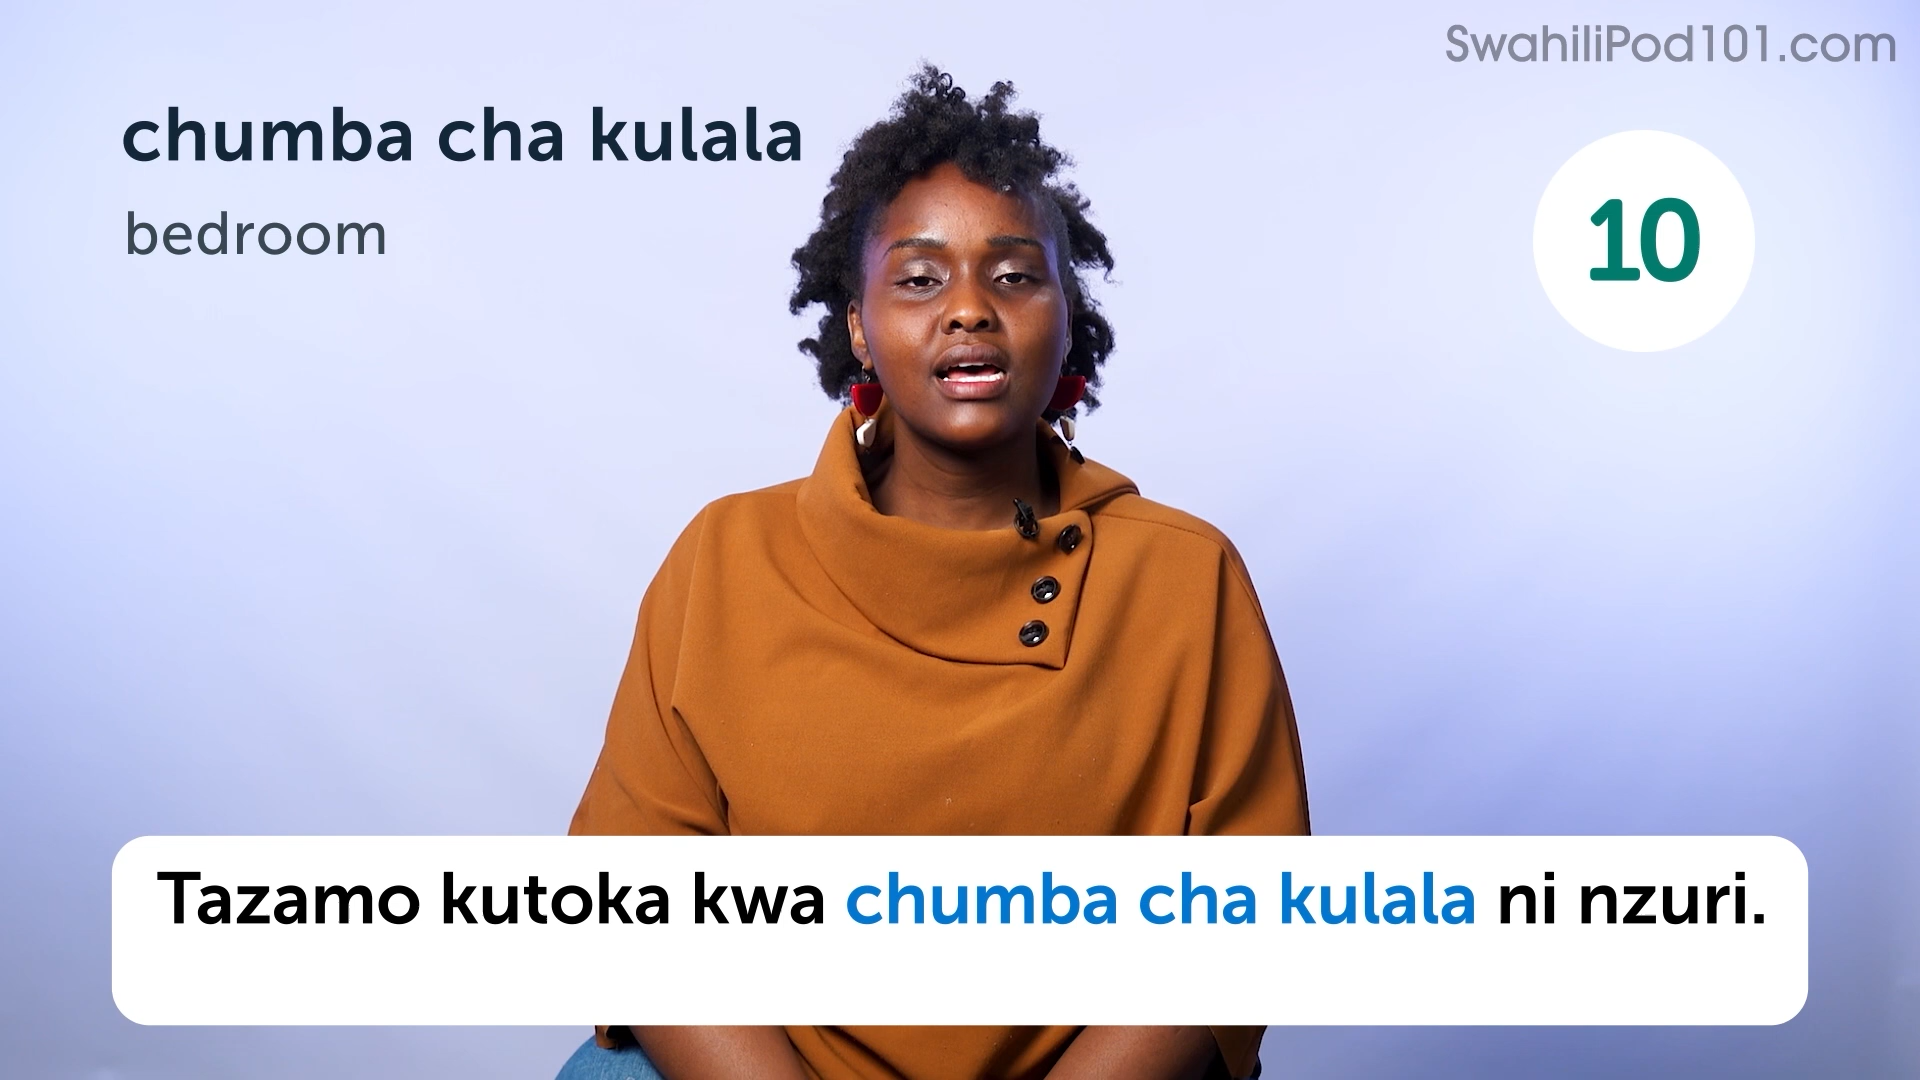 SwahiliPod101.com
chumba cha kulala
bedroom
10
Tazamo kutoka kwa chumba cha kulala ni nzuri.